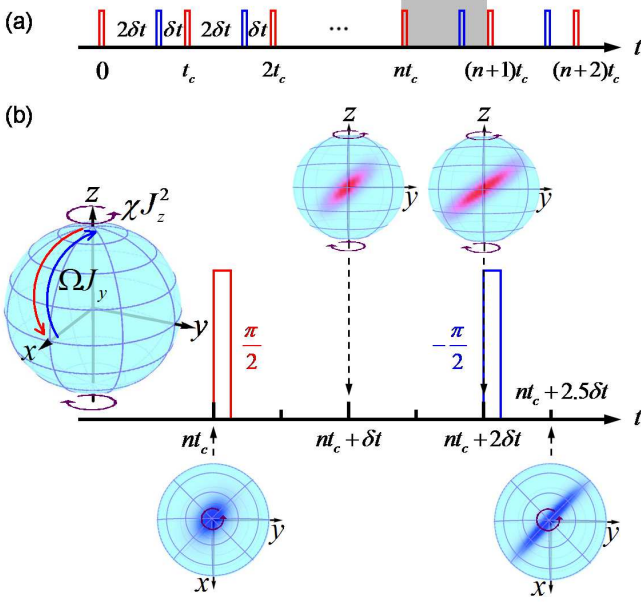 (a)
2δt δt 2δt δt ... t
0 t_c 2t_c nt_c (n+1)t_c (n+2)t_c
(b)
z z
z χJ_z^2 y y
ΩJ_y
x y π/2 -π/2
nt_c + 2.5δt
t
nt_c nt_c + δt nt_c + 2δt
y y
x x